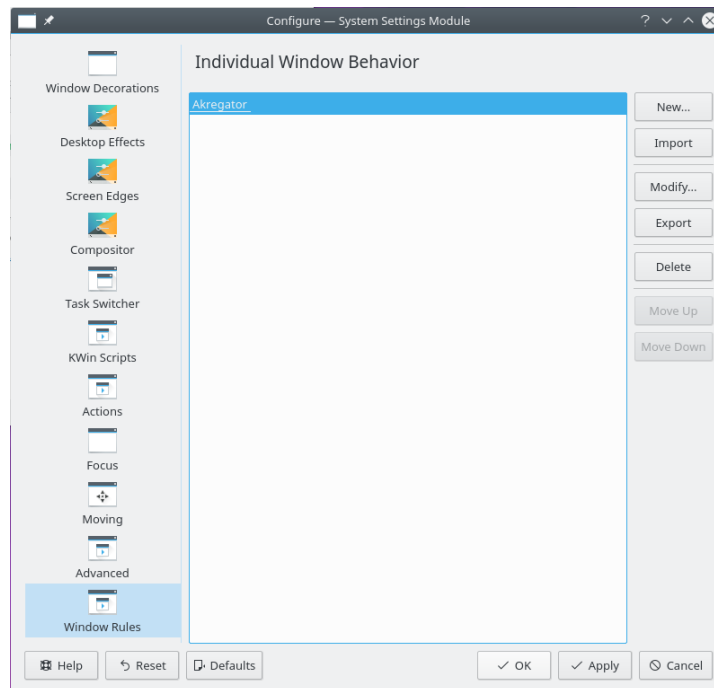 Configure — System Settings Module
Individual Window Behavior
Window Decorations
Desktop Effects
Screen Edges
Compositor
Task Switcher
KWin Scripts
Actions
Focus
Moving
Advanced
Window Rules
Akregator
New...
Import
Modify...
Export
Delete
Move Up
Move Down
Help
Reset
Defaults
OK
Apply
Cancel